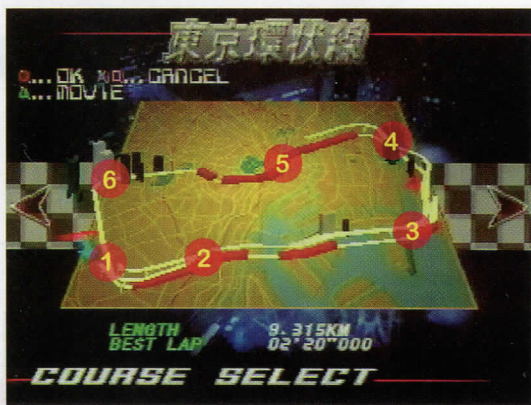 東京環状線
○...OK ×□...CANCEL
△...MOVIE
4
5
6
3
2
1
LENGTH 9.315KM
BEST LAP 02'20"000
COURSE SELECT